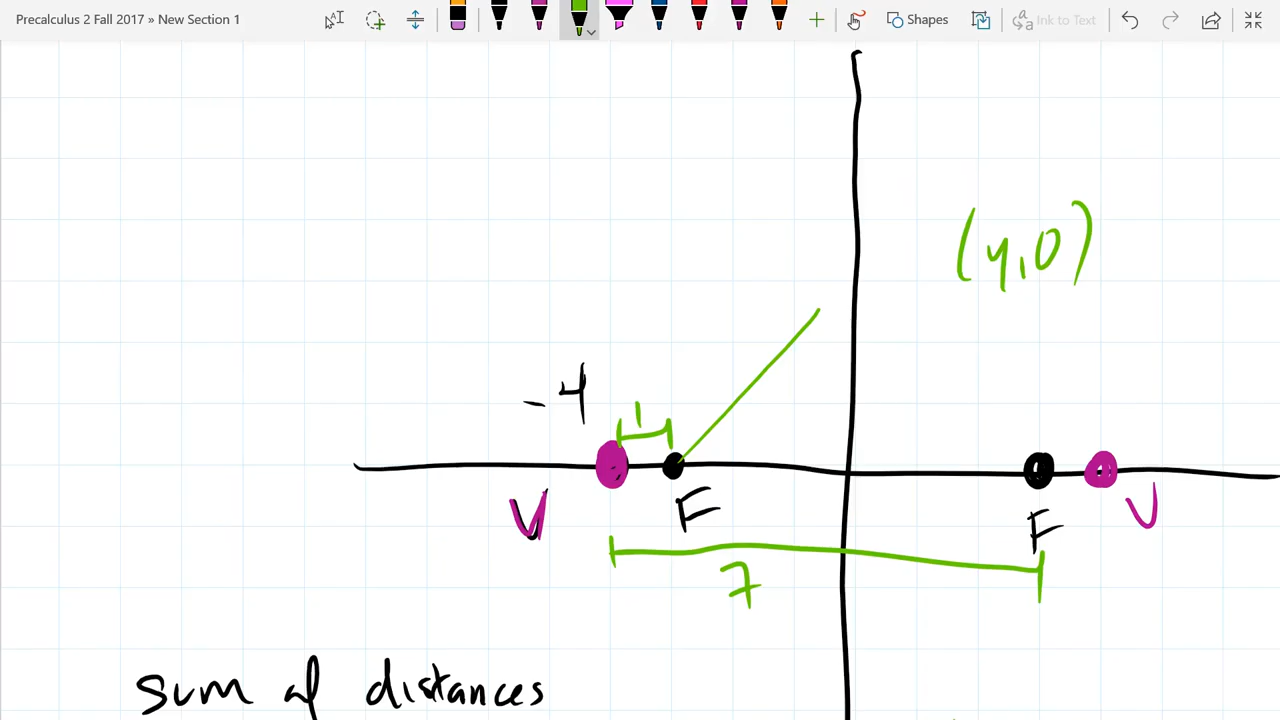 Precalculus 2 Fall 2017 » New Section 1
Shapes
Ink to Text
(4,0)
-4
1
V
F
F
V
7
sum of distances